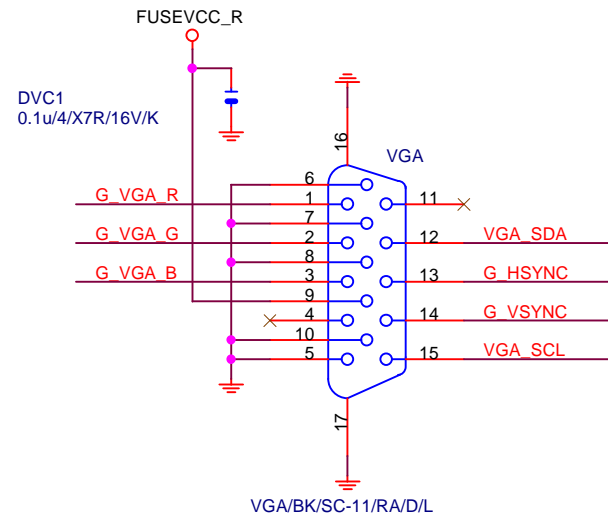 FUSEVCC_R
DVC1
0.1u/4/X7R/16V/K
16
VGA
6
G_VGA_R 1 11
7
G_VGA_G 2 12 VGA_SDA
8
G_VGA_B 3 13 G_HSYNC
9
4 14 G_VSYNC
10
5 15 VGA_SCL
17
VGA/BK/SC-11/RA/D/L